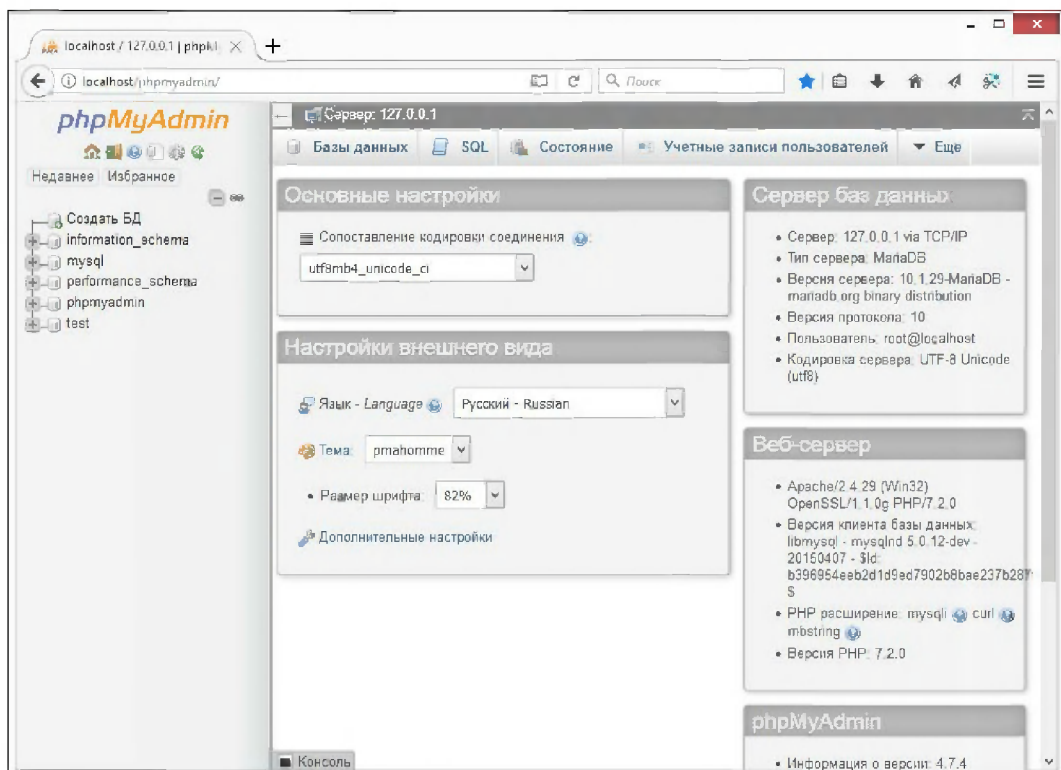 localhost / 127.0.0.1 | phpM
localhost/phpmyadmin/
Поиск
phpMyAdmin
Недавнее Избранное
Создать БД
information_schema
mysql
performance_schema
phpmyadmin
test
Сервер: 127.0.0.1
Базы данных SQL Состояние Учетные записи пользователей Еще
Основные настройки
Сопоставление кодировки соединения
utf8mb4_unicode_ci
Настройки внешнего вида
Язык - Language Русский - Russian
Тема: pmahomme
Размер шрифта: 82%
Дополнительные настройки
Сервер баз данных
Сервер: 127.0.0.1 via TCP/IP
Тип сервера: MariaDB
Версия сервера: 10.1.29-MariaDB -
mariadb.org binary distribution
Версия протокола: 10
Пользователь: root@localhost
Кодировка сервера: UTF-8 Unicode
(utf8)
Веб-сервер
Apache/2.4.29 (Win32)
OpenSSL/1.1.0g PHP/7.2.0
Версия клиента базы данных:
libmysql - mysqlnd 5.0.12-dev -
20150407 - $Id:
$
PHP расширение: mysqli curl
mbstring
Версия PHP: 7.2.0
phpMyAdmin
Информация о версии: 4.7.4
Консоль